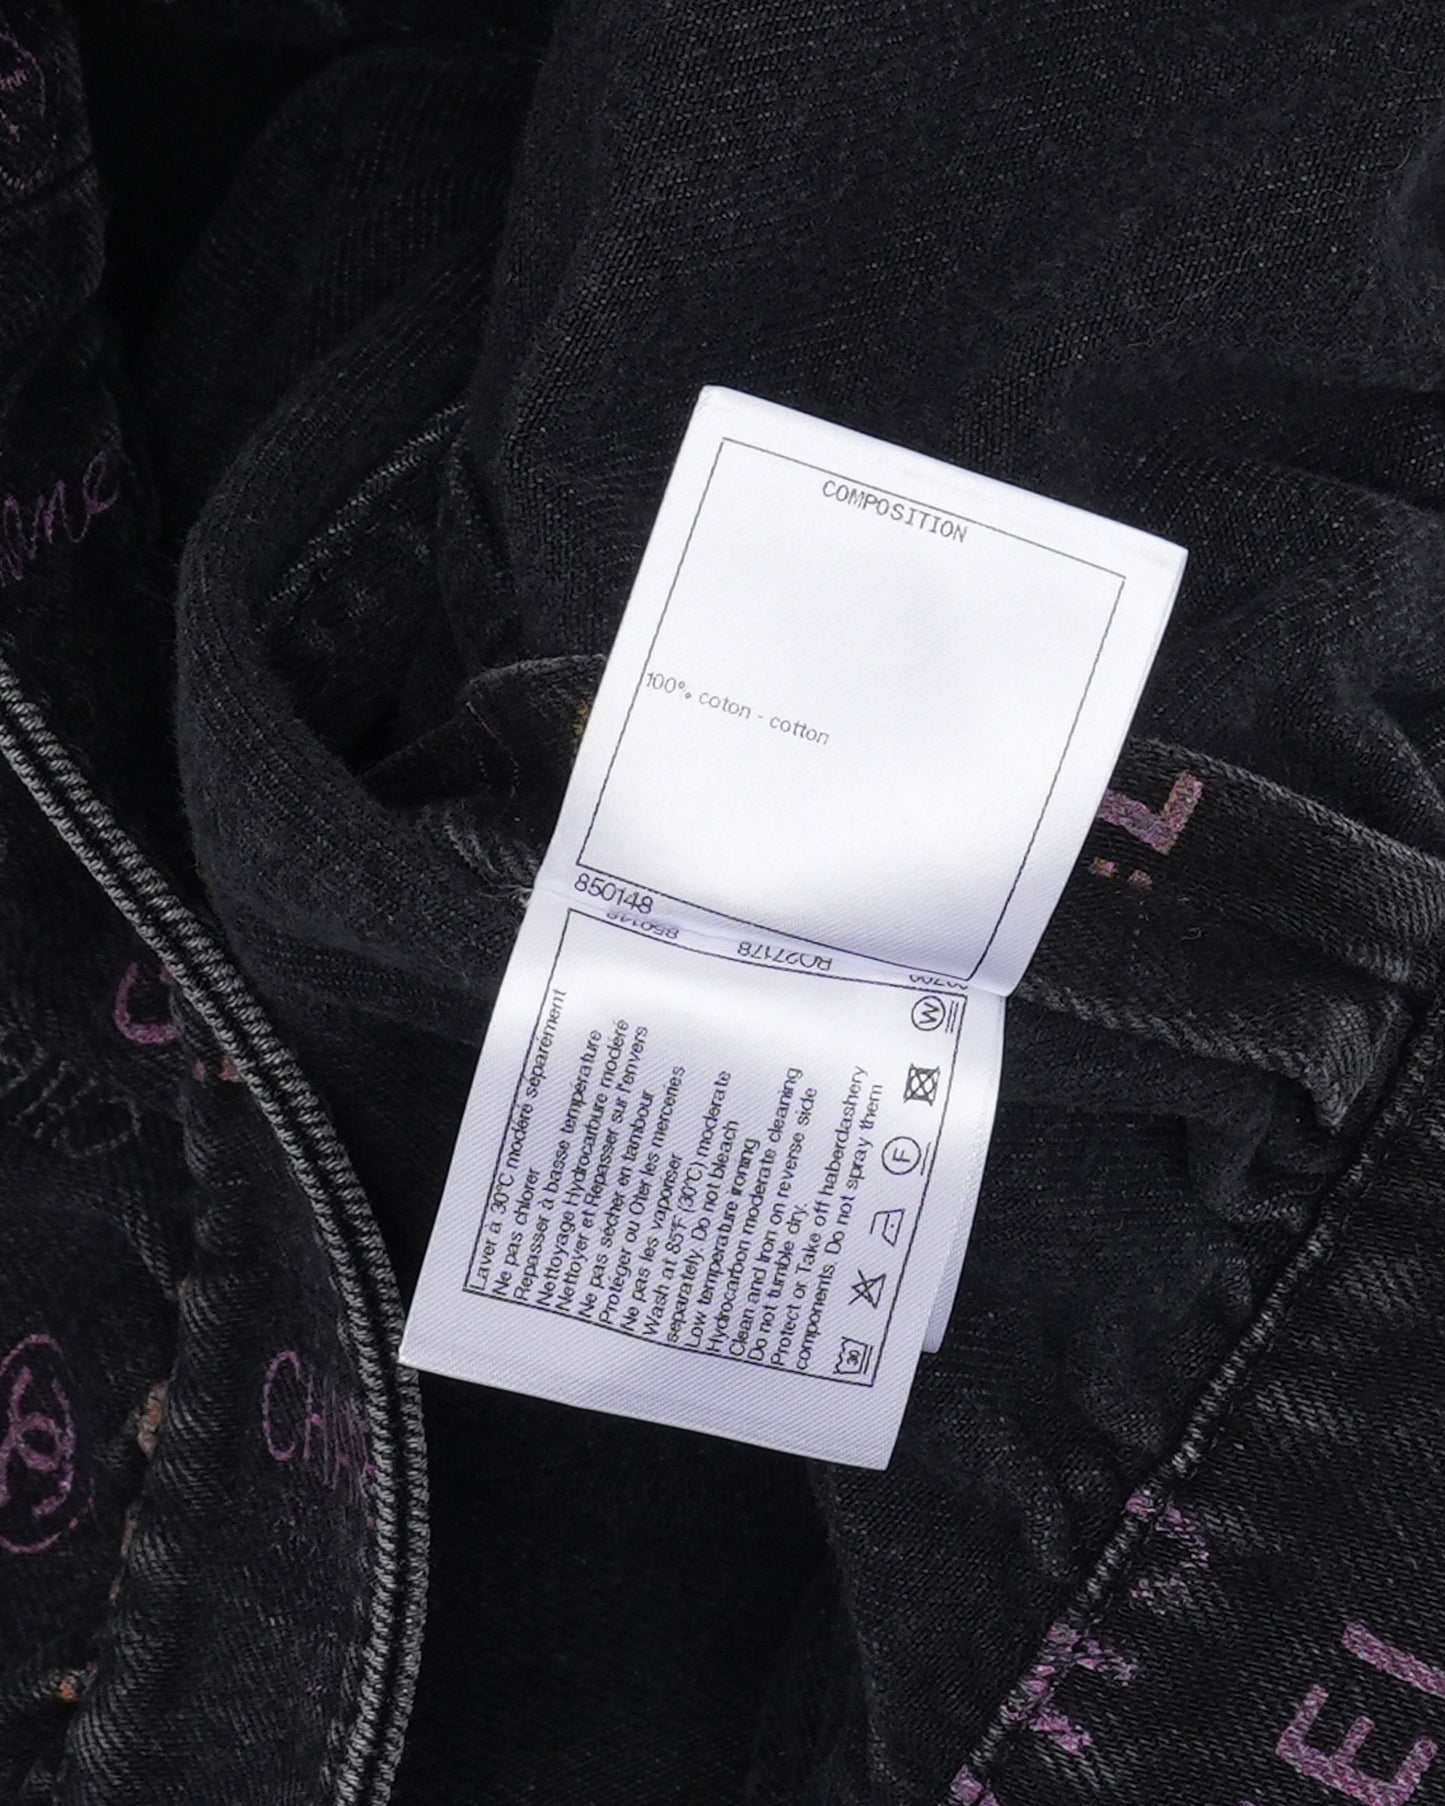 COMPOSITION
100% coton - cotton
850148
850148
RO27178
Laver à 30°C modéré séparément
Ne pas chlorer
Repasser à basse température
Nettoyage Hydrocarbure modéré
Nettoyer et Repasser sur l'envers
Ne pas sécher en tambour
Protéger ou Oter les merceries
Ne pas les vaporiser
Wash at 85°F (30°C) moderate
separately. Do not bleach
Low temperature ironing
Hydrocarbon moderate cleaning
Clean and Iron on reverse side
Do not tumble dry.
Protect or Take off haberdashery
components. Do not spray them
30
F
W